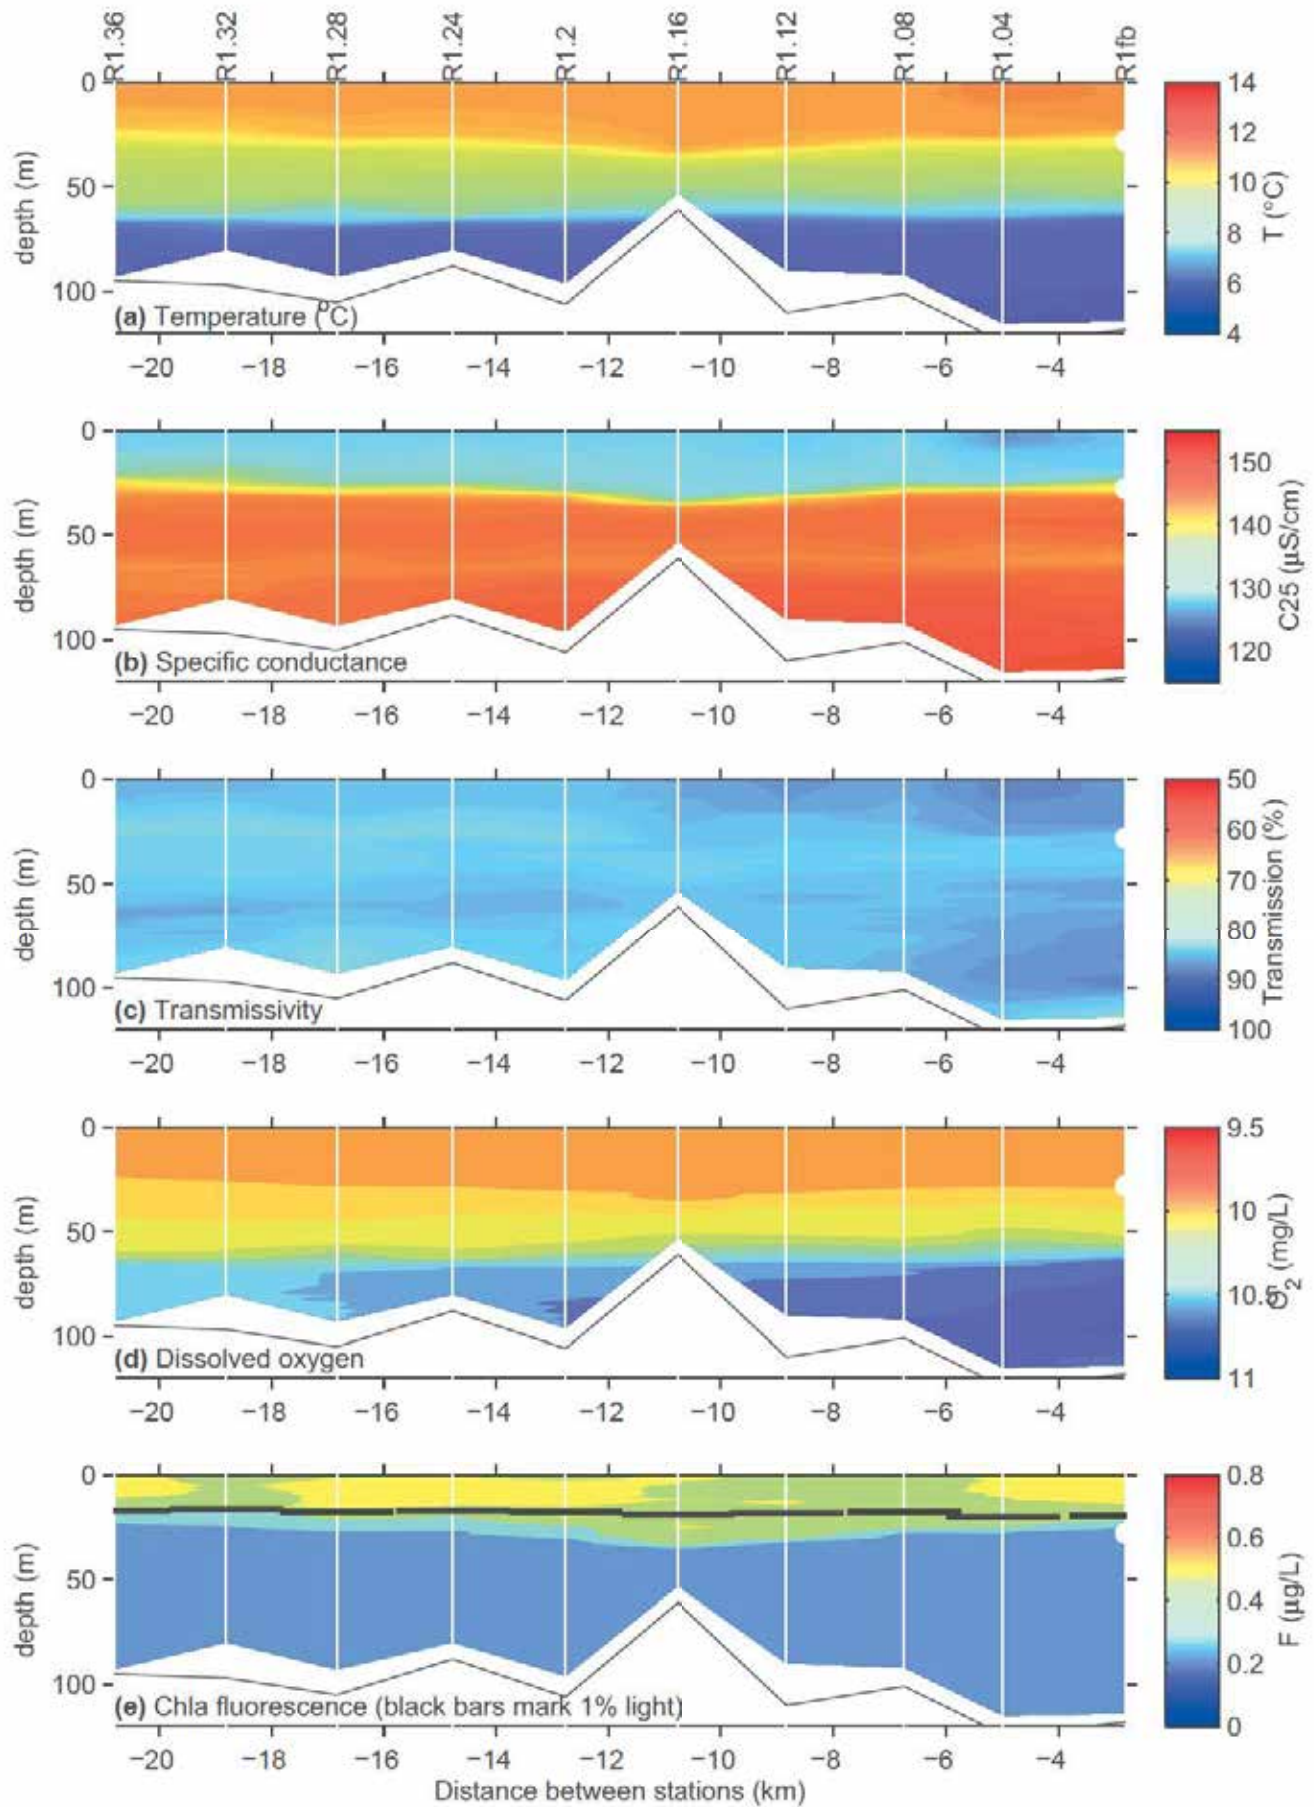 R1.36 R1.32 R1.28 R1.24 R1.2 R1.16 R1.12 R1.08 R1.04 R1fb
0
50
100
depth (m)
(a) Temperature (°C)
−20 −18 −16 −14 −12 −10 −8 −6 −4
14
12
10
8
6
4
T (°C)
0
50
100
depth (m)
(b) Specific conductance
−20 −18 −16 −14 −12 −10 −8 −6 −4
150
140
130
120
C25 (µS/cm)
0
50
100
depth (m)
(c) Transmissivity
−20 −18 −16 −14 −12 −10 −8 −6 −4
50
60
70
80
90
100
Transmission (%)
0
50
100
depth (m)
(d) Dissolved oxygen
−20 −18 −16 −14 −12 −10 −8 −6 −4
9.5
10
10.5
11
O2 (mg/L)
0
50
100
depth (m)
(e) Chla fluorescence (black bars mark 1% light)
−20 −18 −16 −14 −12 −10 −8 −6 −4
Distance between stations (km)
0.8
0.6
0.4
0.2
0
F (µg/L)